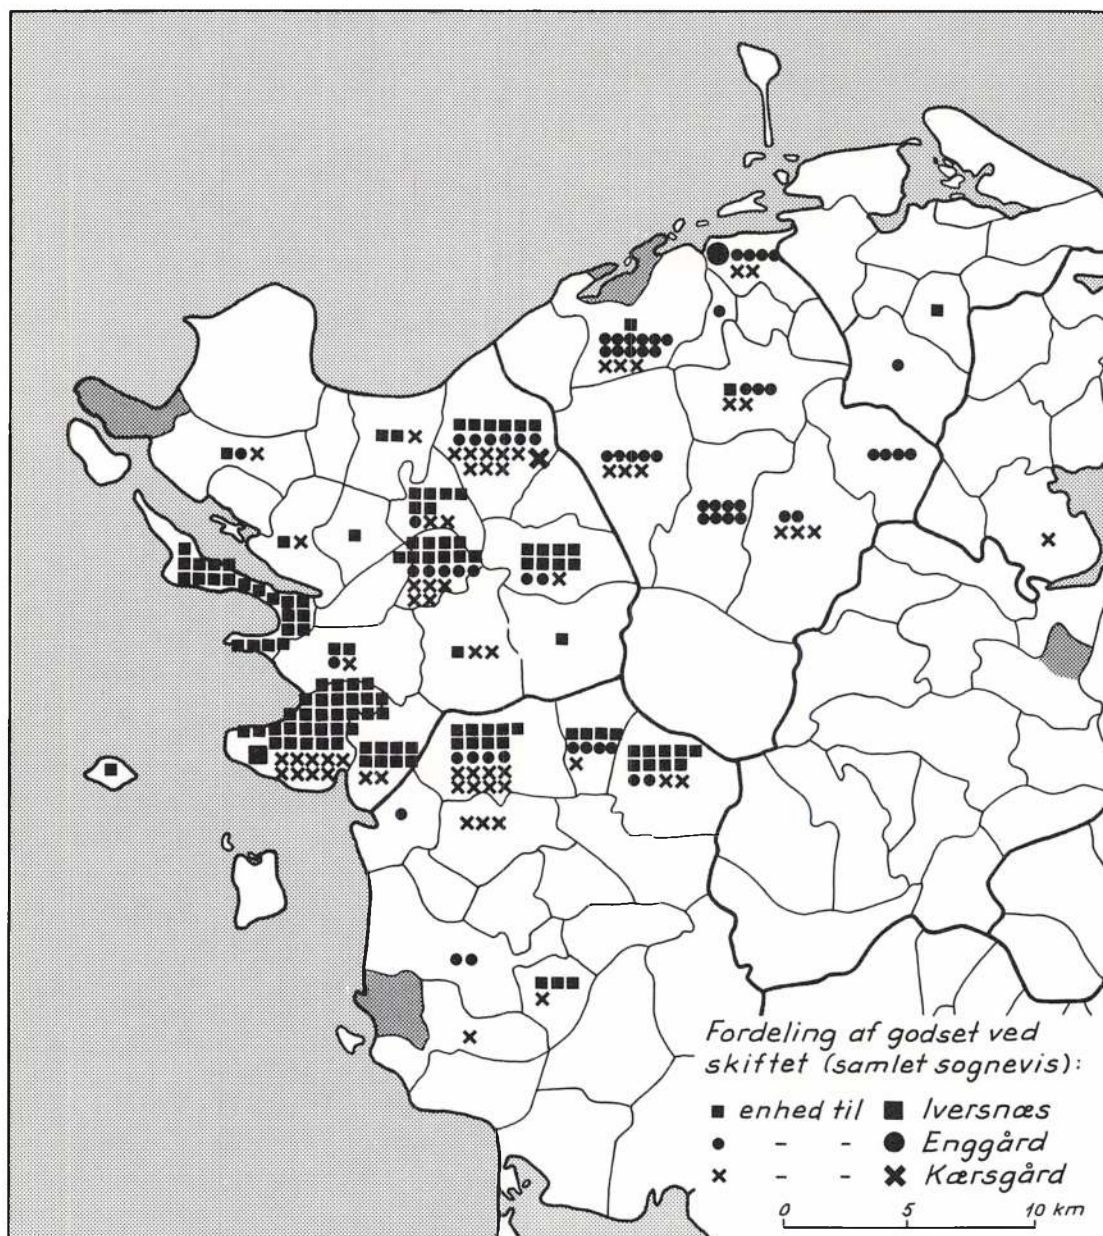 Fordeling af godset ved
skiftet (samlet sognevis):
enhed til Iversnæs
- - Enggård
- - Kærsgård
0 5 10 km